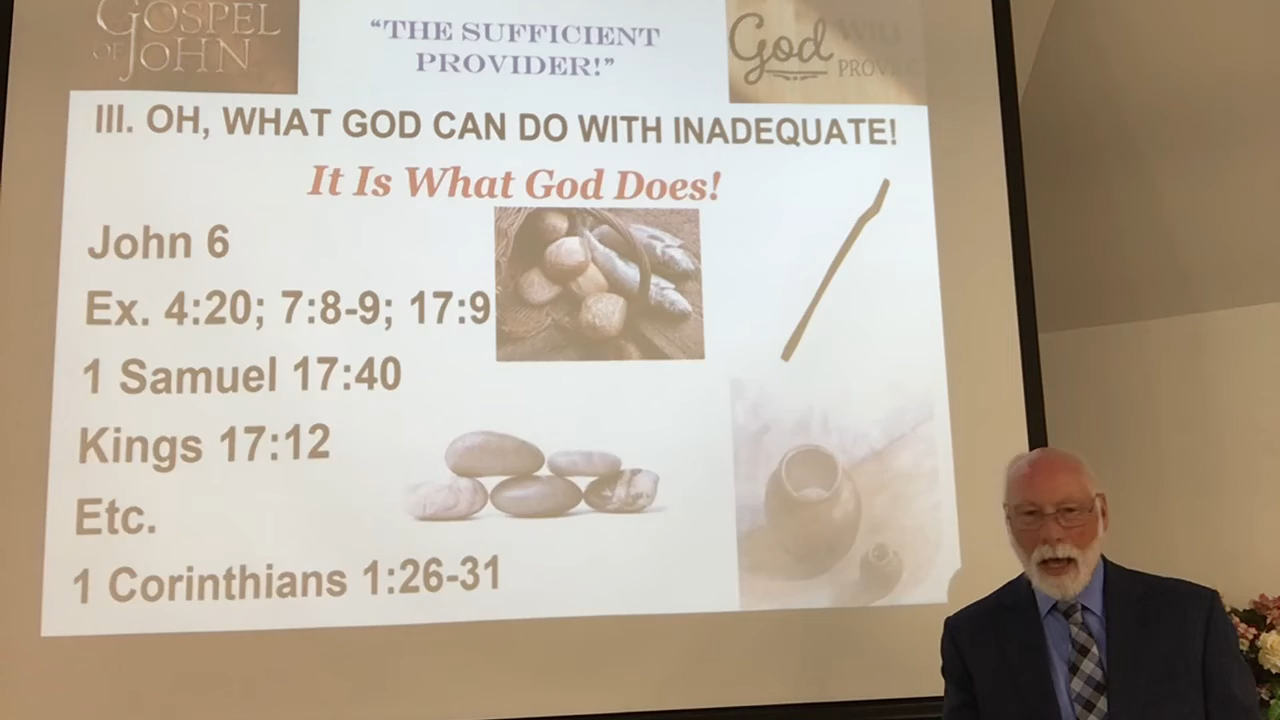 GOSPEL
OF JOHN
“THE SUFFICIENT
PROVIDER!”
God WILL
PROVIDE
III. OH, WHAT GOD CAN DO WITH INADEQUATE!
It Is What God Does!
John 6
Ex. 4:20; 7:8-9; 17:9
1 Samuel 17:40
Kings 17:12
Etc.
1 Corinthians 1:26-31